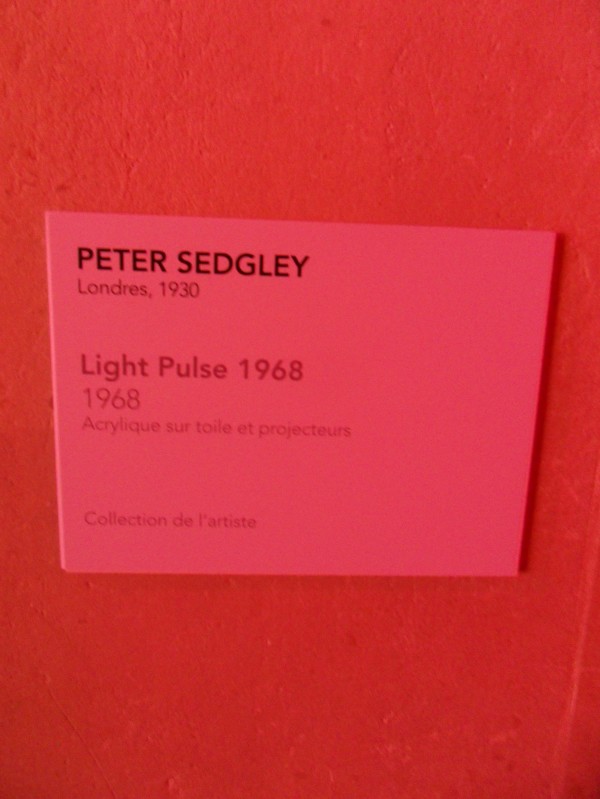 PETER SEDGLEY
Londres, 1930
Light Pulse 1968
1968
Acrylique sur toile et projecteurs
Collection de l'artiste